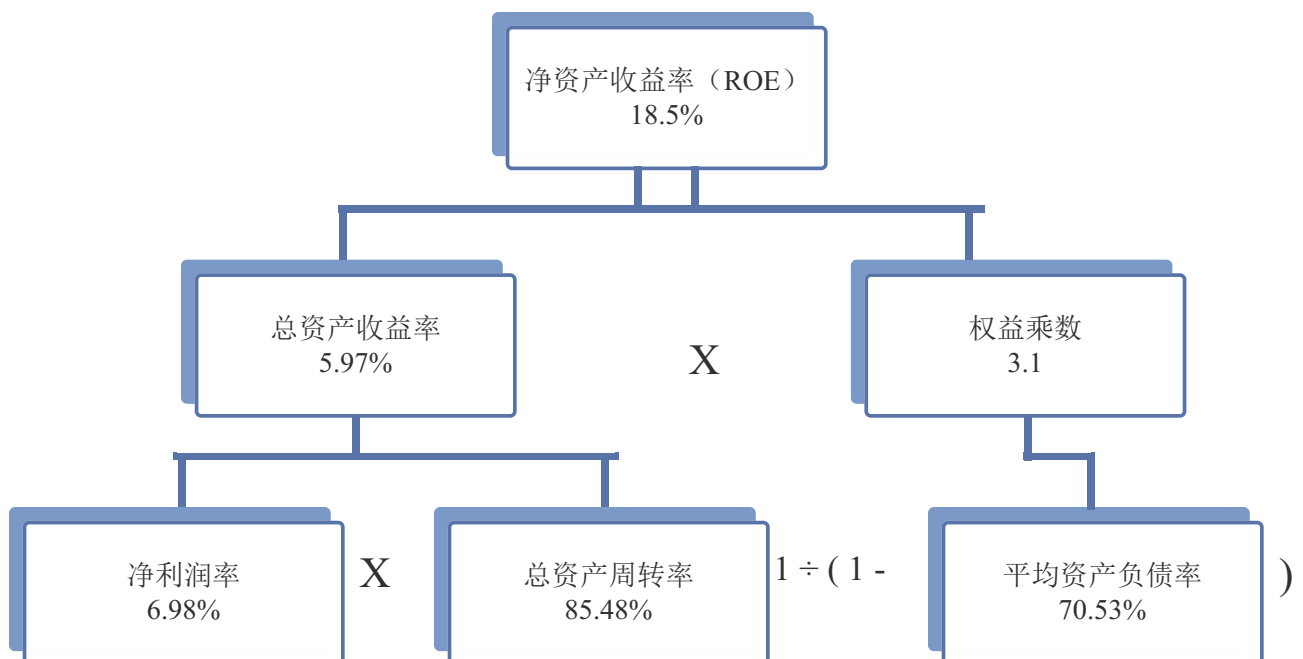 净资产收益率（ROE）
18.5%
总资产收益率
5.97%
X
权益乘数
3.1
净利润率
6.98%
X
总资产周转率
85.48%
1 ÷ ( 1 -
平均资产负债率
70.53%
)